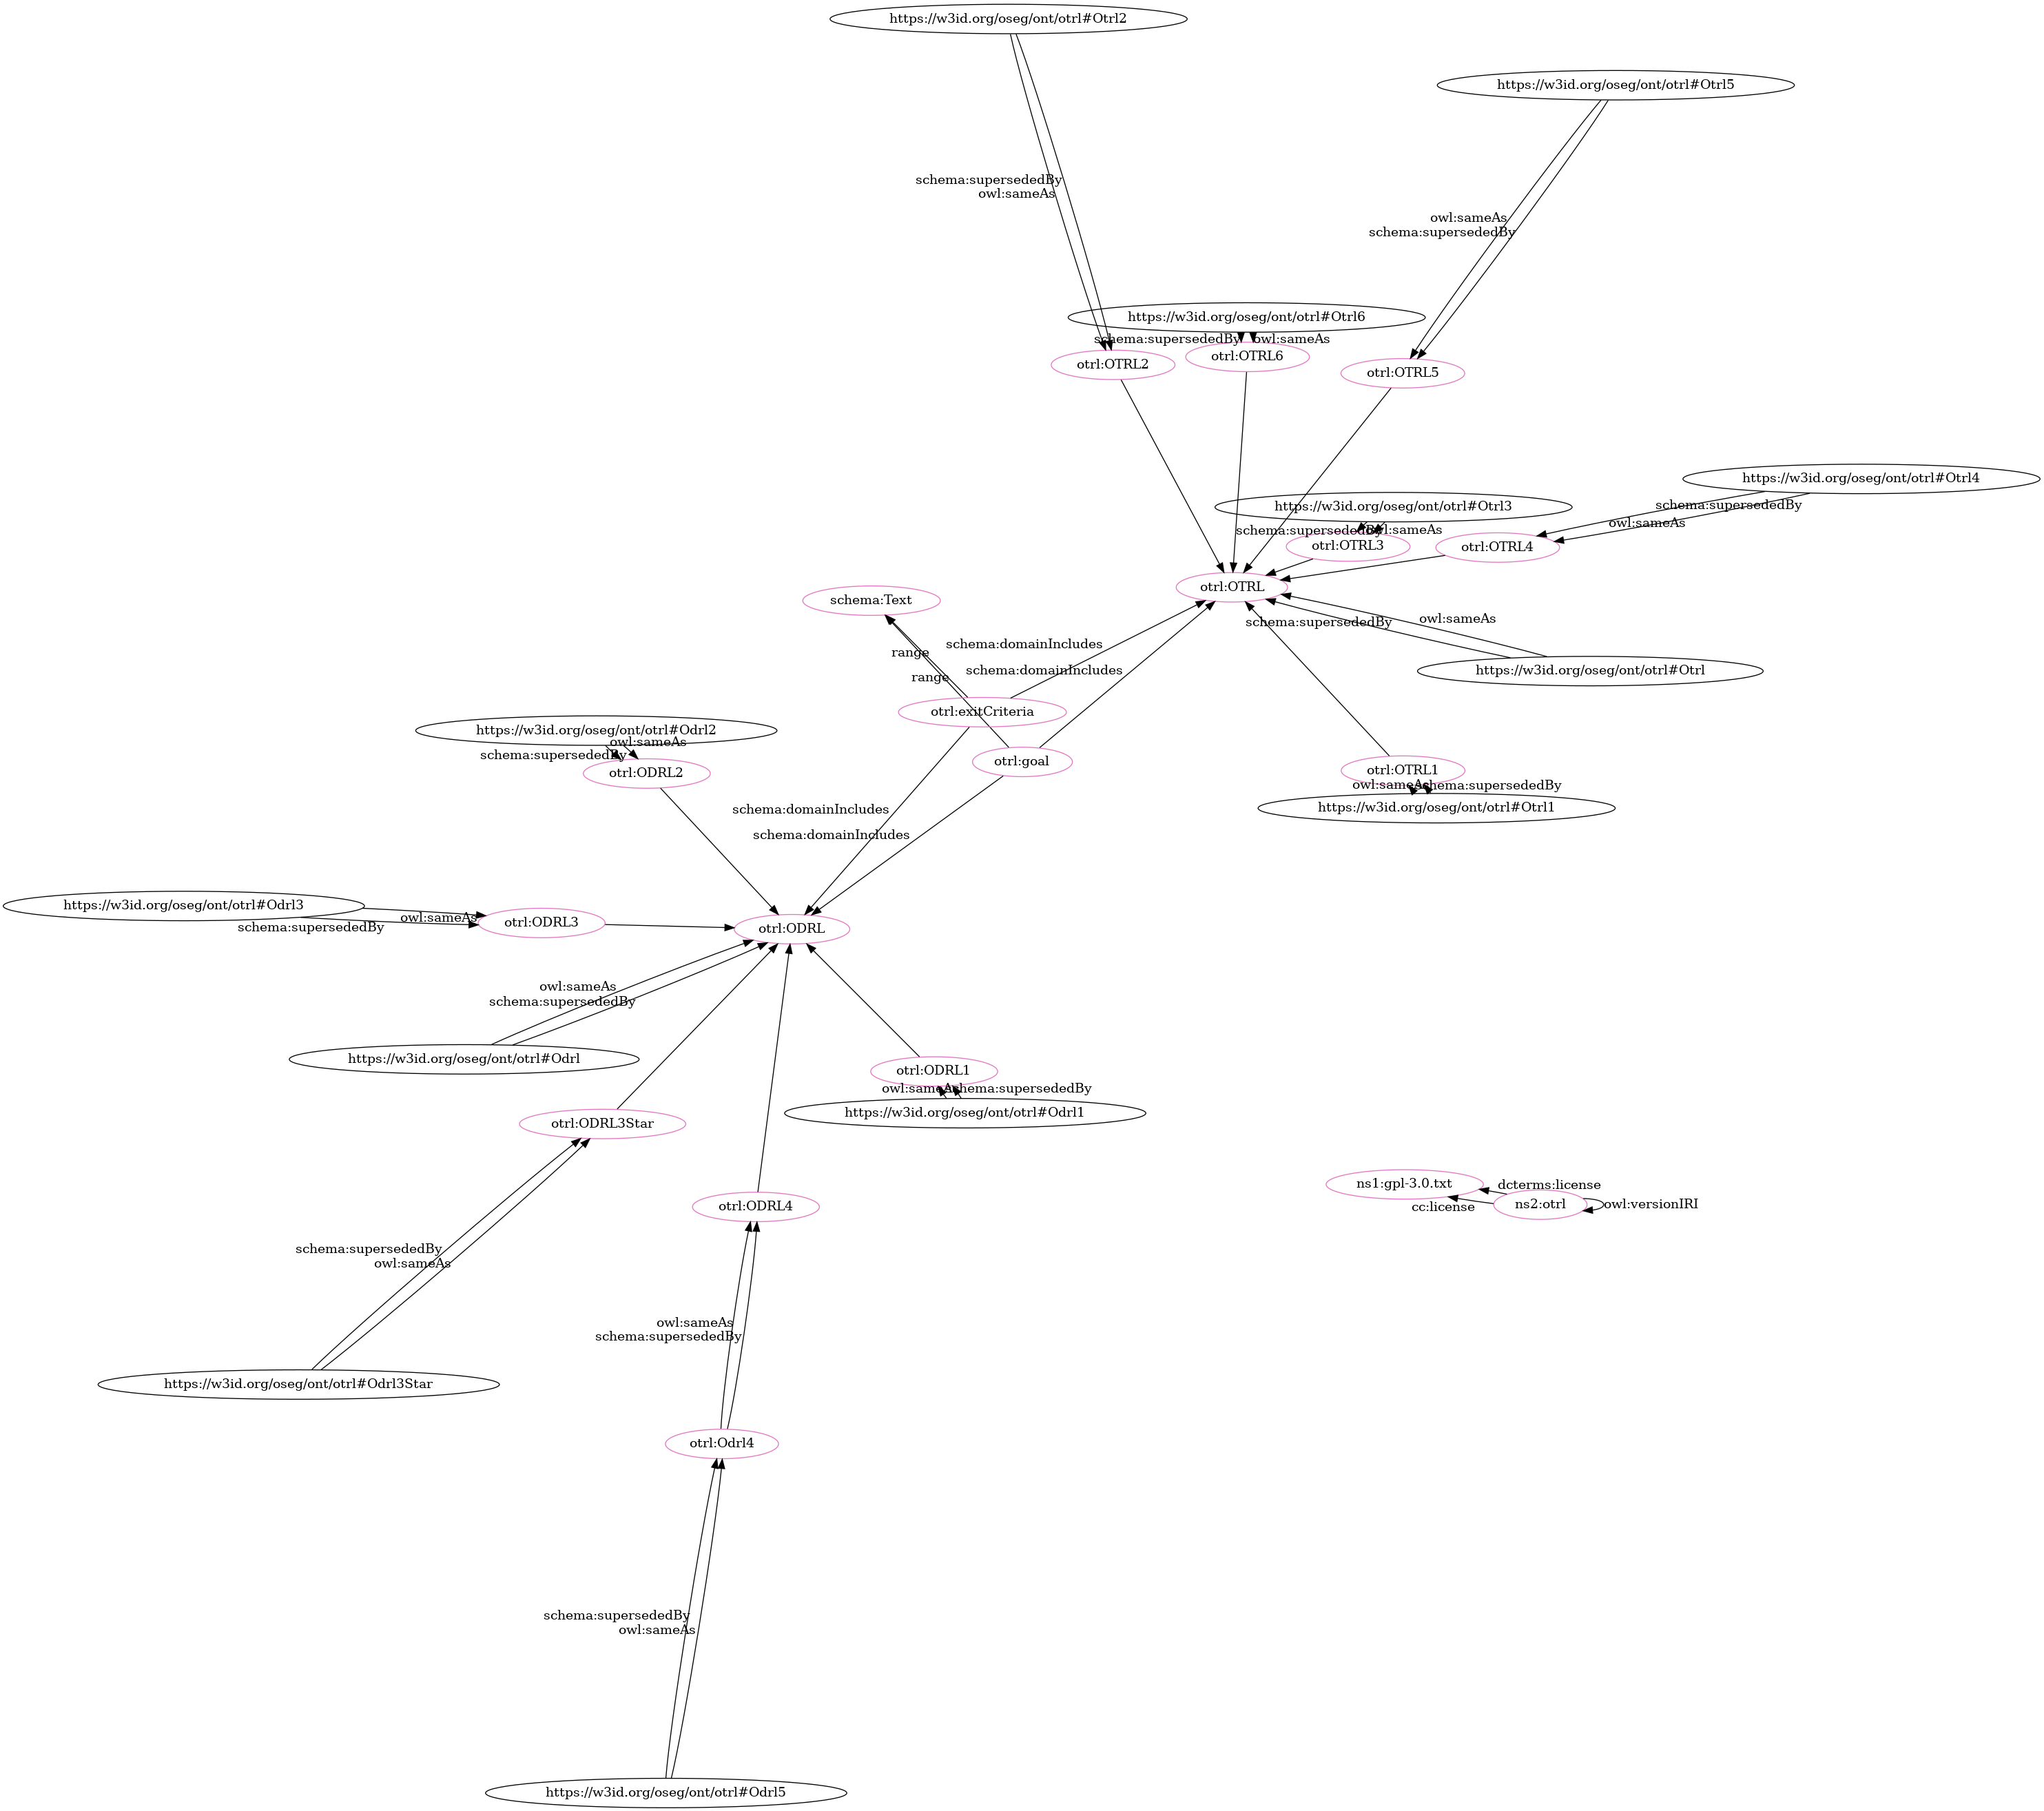 https://w3id.org/oseg/ont/otrl#Otrl2
https://w3id.org/oseg/ont/otrl#Otrl5
schema:supersededBy
owl:sameAs
owl:sameAs
schema:supersededBy
https://w3id.org/oseg/ont/otrl#Otrl6
schema:supersededBy
owl:sameAs
otrl:OTRL2
otrl:OTRL6
otrl:OTRL5
https://w3id.org/oseg/ont/otrl#Otrl4
https://w3id.org/oseg/ont/otrl#Otrl3
schema:supersededBy
owl:sameAs
schema:supersededBy
owl:sameAs
otrl:OTRL3
otrl:OTRL4
otrl:OTRL
schema:Text
owl:sameAs
schema:supersededBy
range
schema:domainIncludes
range
schema:domainIncludes
https://w3id.org/oseg/ont/otrl#Otrl
otrl:exitCriteria
https://w3id.org/oseg/ont/otrl#Odrl2
owl:sameAs
schema:supersededBy
otrl:ODRL2
otrl:goal
otrl:OTRL1
owl:sameAs
schema:supersededBy
https://w3id.org/oseg/ont/otrl#Otrl1
schema:domainIncludes
schema:domainIncludes
https://w3id.org/oseg/ont/otrl#Odrl3
owl:sameAs
schema:supersededBy
otrl:ODRL3
otrl:ODRL
owl:sameAs
schema:supersededBy
https://w3id.org/oseg/ont/otrl#Odrl
otrl:ODRL1
owl:sameAs
schema:supersededBy
https://w3id.org/oseg/ont/otrl#Odrl1
otrl:ODRL3Star
ns1:gpl-3.0.txt
dcterms:license
cc:license
ns2:otrl
owl:versionIRI
otrl:ODRL4
schema:supersededBy
owl:sameAs
owl:sameAs
schema:supersededBy
https://w3id.org/oseg/ont/otrl#Odrl3Star
otrl:Odrl4
schema:supersededBy
owl:sameAs
https://w3id.org/oseg/ont/otrl#Odrl5